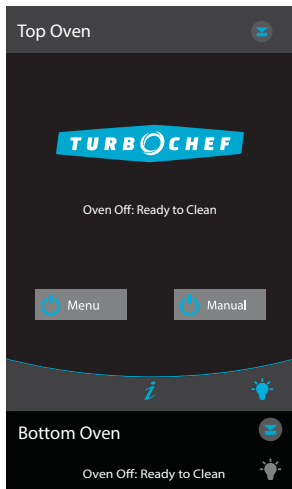 Top Oven
TURBOCHEF
Oven Off: Ready to Clean
Menu
Manual
i
Bottom Oven
Oven Off: Ready to Clean